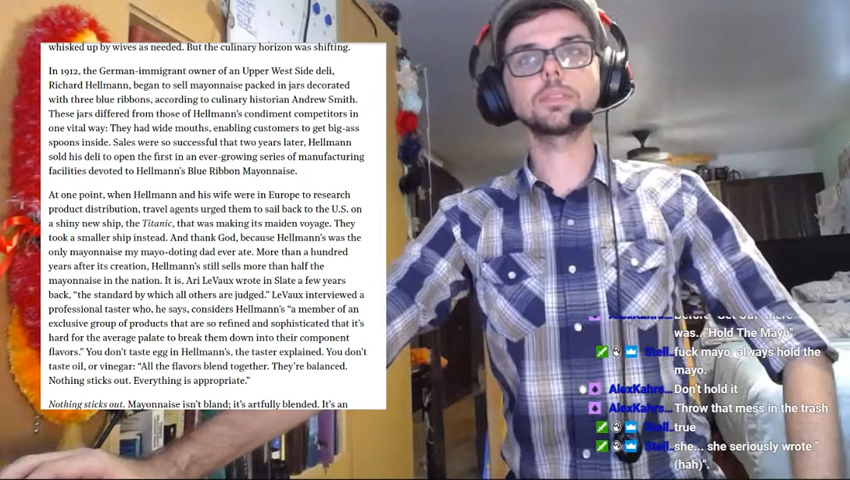 whisked up by wives as needed. But the culinary horizon was shifting.
In 1912, the German-immigrant owner of an Upper West Side deli,
Richard Hellmann, began to sell mayonnaise packed in jars decorated
with three blue ribbons, according to culinary historian Andrew Smith.
These jars differed from those of Hellmann's condiment competitors in
one vital way: They had wide mouths, enabling customers to get big-ass
spoons inside. Sales were so successful that two years later, Hellmann
sold his deli to open the first in an ever-growing series of manufacturing
facilities devoted to Hellmann's Blue Ribbon Mayonnaise.
At one point, when Hellmann and his wife were in Europe to research
product distribution, travel agents urged them to sail back to the U.S. on
a shiny new ship, the Titanic, that was making its maiden voyage. They
took a smaller ship instead. And thank God, because Hellmann's was the
only mayonnaise my mayo-doting dad ever ate. More than a hundred
years after its creation, Hellmann's still sells more than half the
mayonnaise in the nation. It is, Ari LeVaux wrote in Slate a few years
back, "the standard by which all others are judged." LeVaux interviewed a
professional taster who, he says, considers Hellmann's "a member of an
exclusive group of products that are so refined and sophisticated that it's
hard for the average palate to break them down into their component
flavors." You don't taste egg in Hellmann's, the taster explained. You don't
taste oil, or vinegar: "All the flavors blend together. They're balanced.
Nothing sticks out. Everything is appropriate."
Nothing sticks out. Mayonnaise isn't bland; it's artfully blended. It's an
AlexKahrs... Before "Get Out" there
was..."Hold The Mayo"
Stell.. fuck mayo, always hold the
mayo.
AlexKahrs... Don't hold it
AlexKahrs... Throw that mess in the trash
Stell.. true
Stell.. she... she seriously wrote "
(hah)".